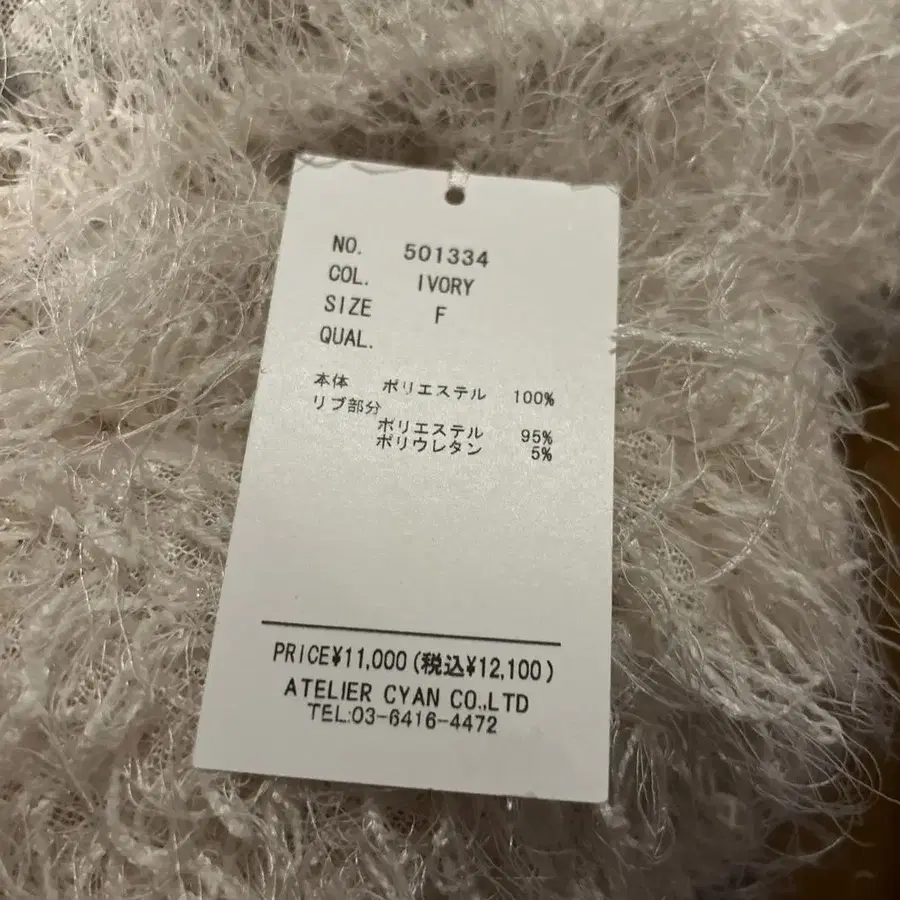 NO. 501334
COL. IVORY
SIZE F
QUAL.
本体 ポリエステル 100%
リブ部分
ポリエステル 95%
ポリウレタン 5%
PRICE¥11,000(税込¥12,100)
ATELIER CYAN CO.,LTD
TEL:03-6416-4472